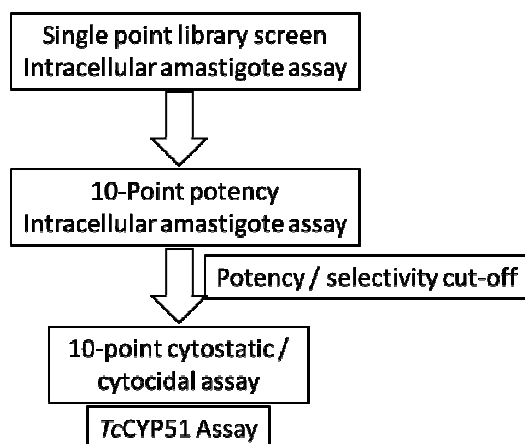 Single point library screen
Intracellular amastigote assay
10-Point potency
Intracellular amastigote assay
Potency / selectivity cut-off
10-point cytostatic /
cytocidal assay
TcCYP51 Assay